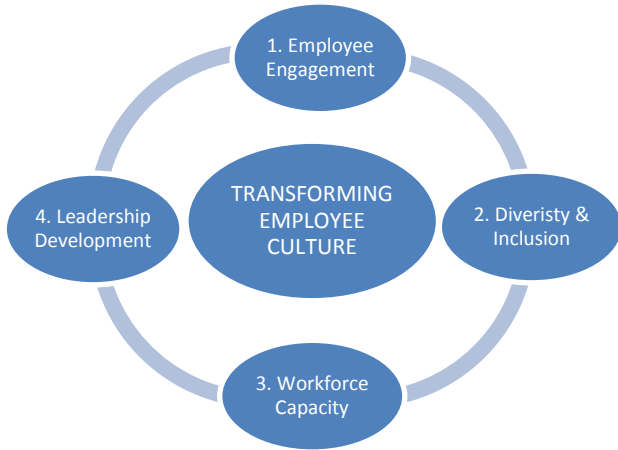 1. Employee
Engagement
TRANSFORMING
EMPLOYEE
CULTURE
4. Leadership
Development
2. Diveristy &
Inclusion
3. Workforce
Capacity